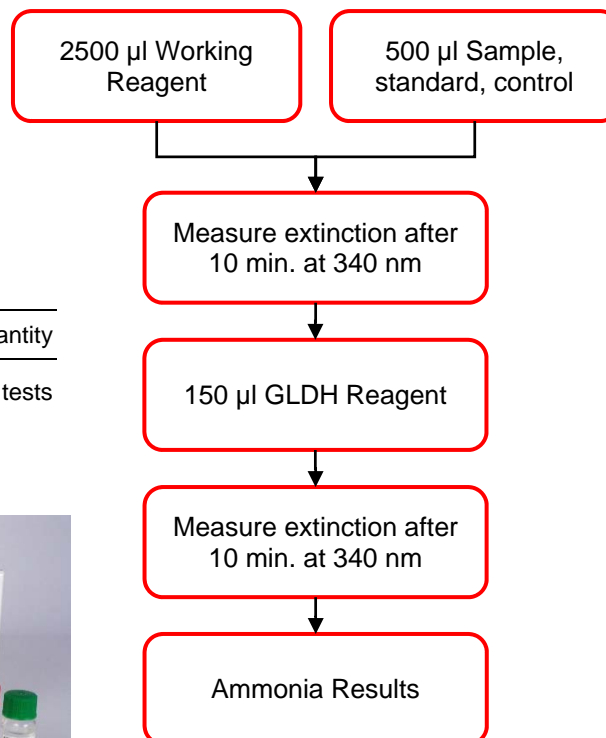 2500 µl Working
Reagent
500 µl Sample,
standard, control
Measure extinction after
10 min. at 340 nm
antity
tests
150 µl GLDH Reagent
Measure extinction after
10 min. at 340 nm
Ammonia Results